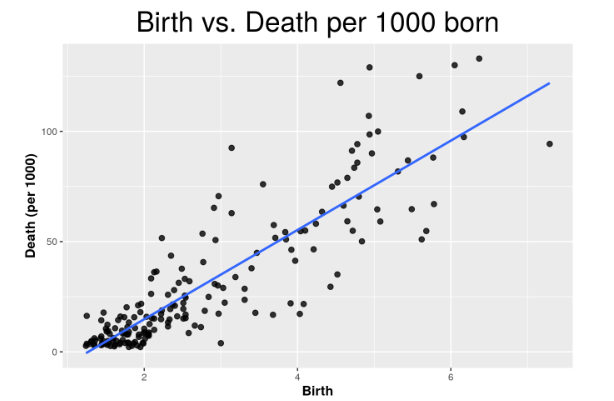 Birth vs. Death per 1000 born
Death (per 1000)
100
50
0
2 4 6
Birth